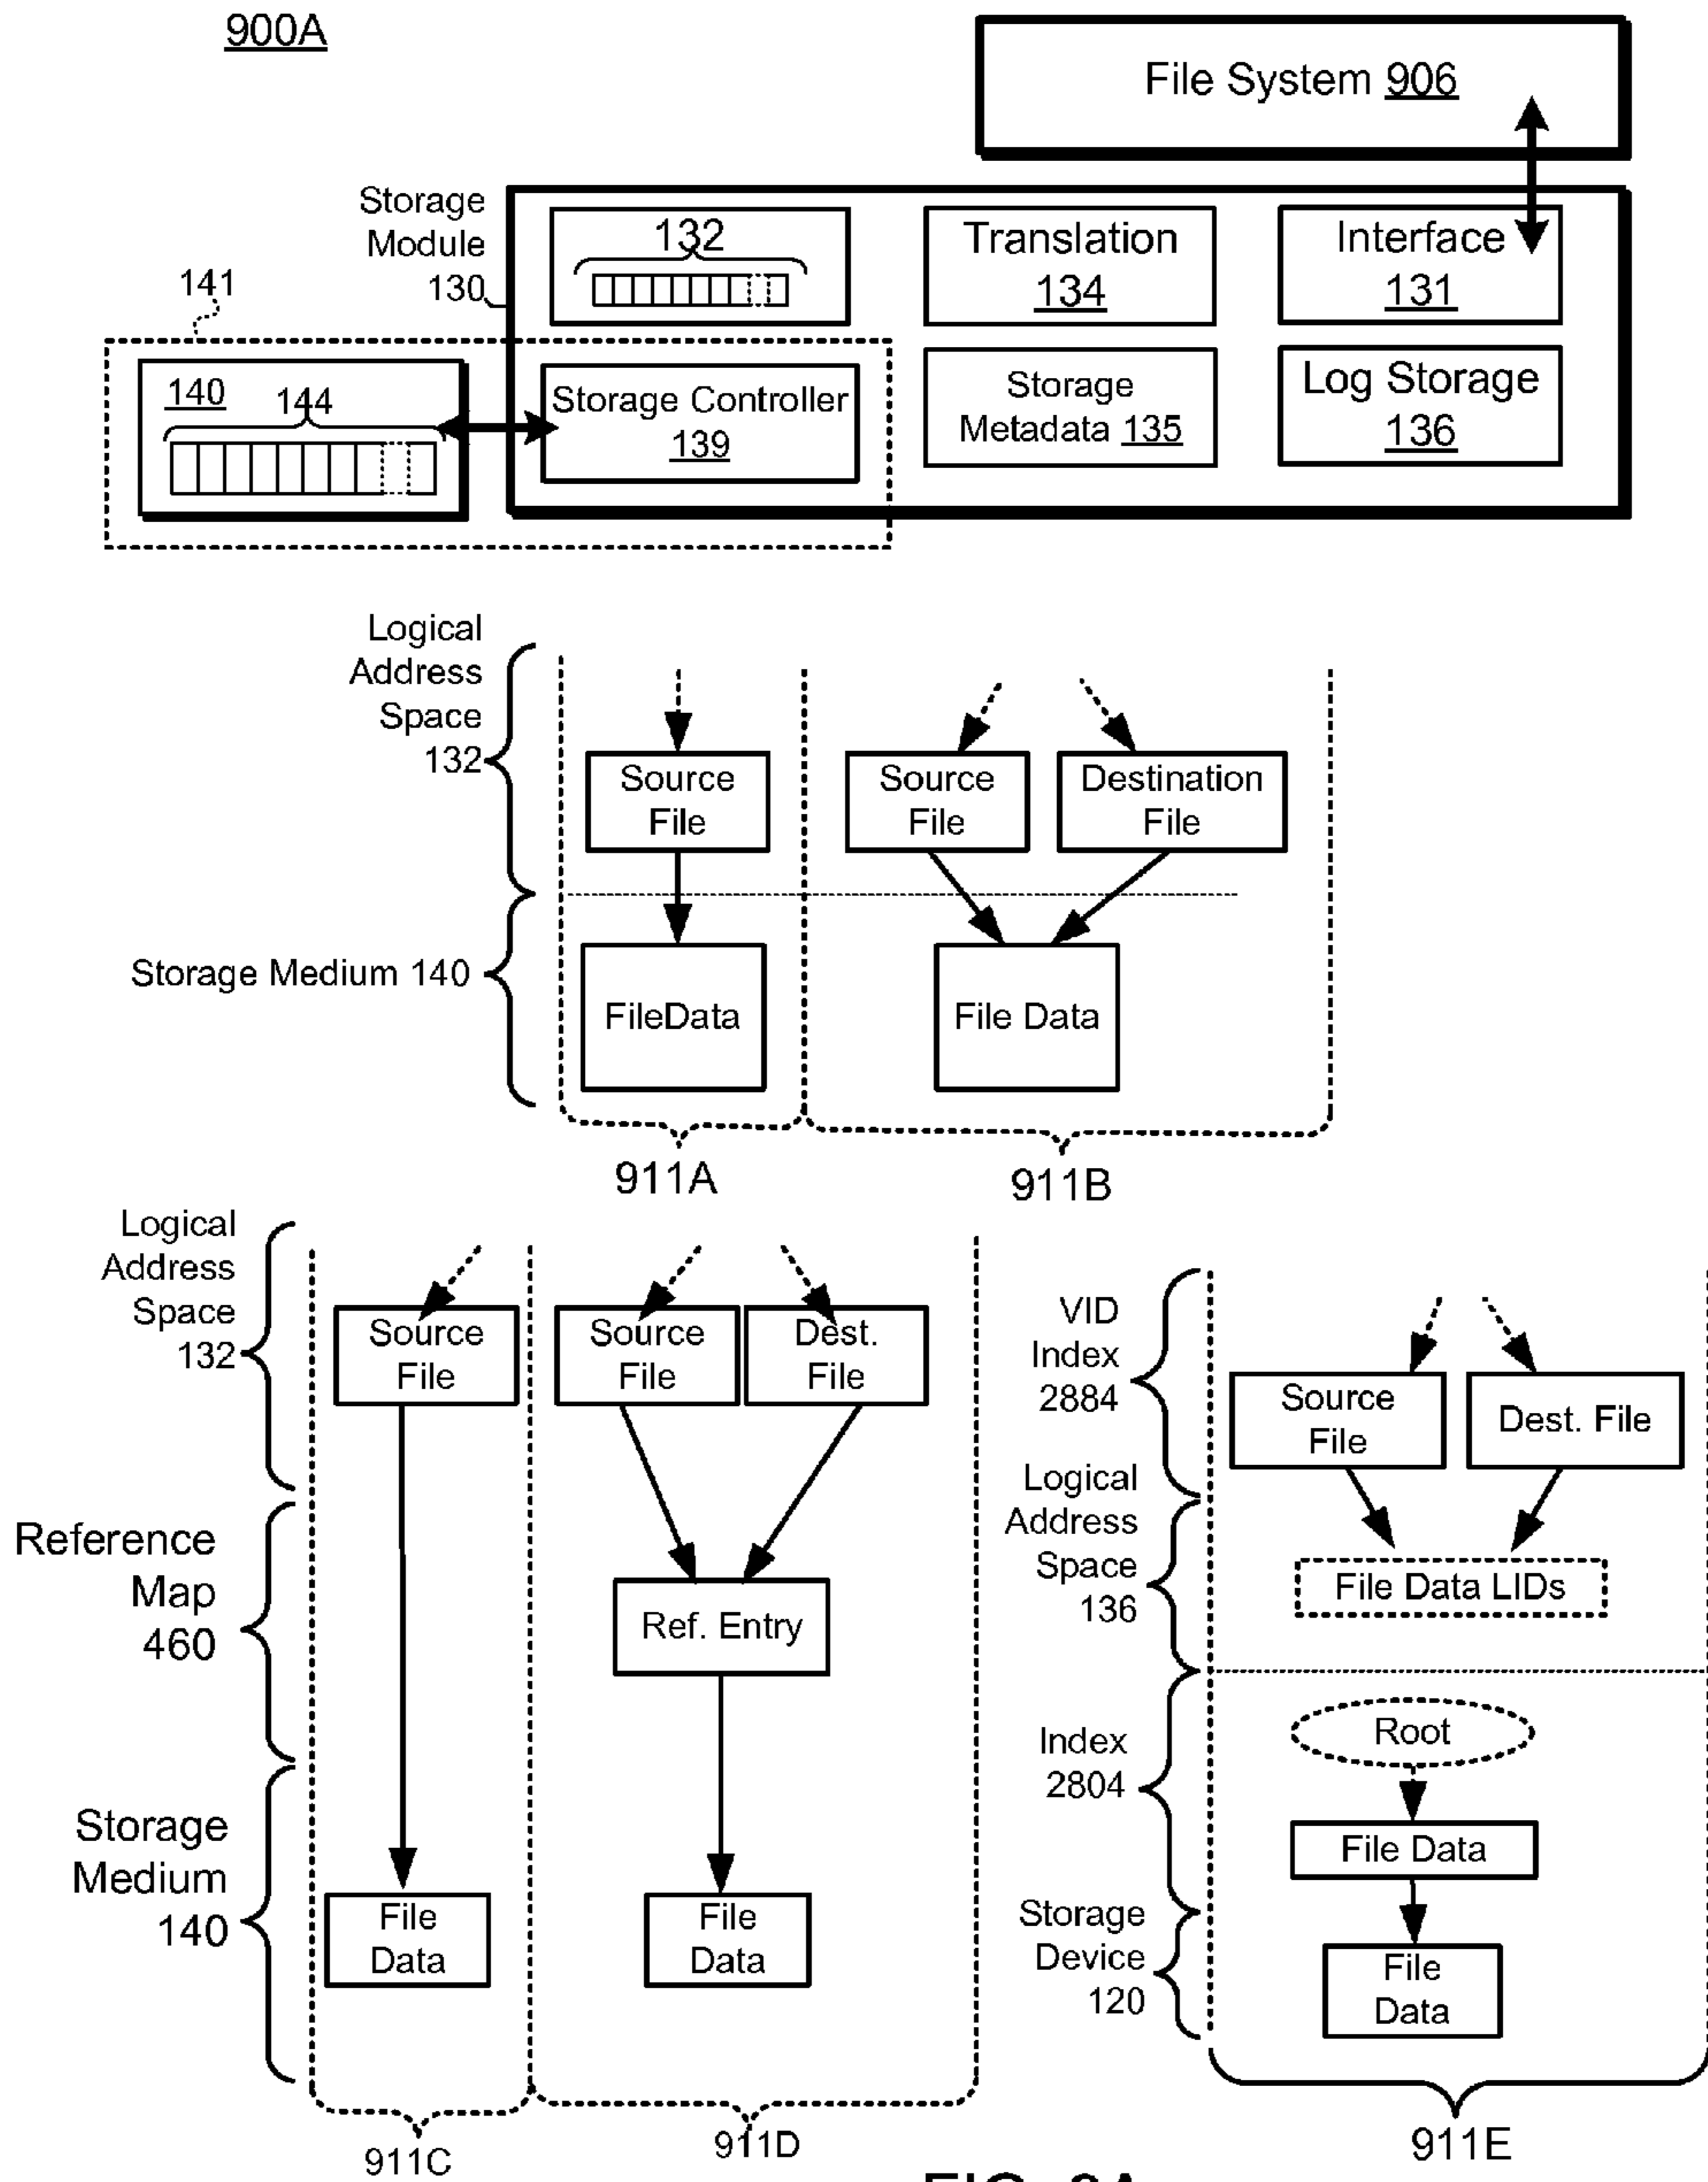 900A
File System 906
Storage
Module
130
132
Translation
134
Interface
131
141
140
144
Storage Controller
139
Storage
Metadata 135
Log Storage
136
Logical
Address
Space
132
Source
File
Source
File
Destination
File
Storage Medium 140
FileData
File Data
911A
911B
Logical
Address
Space
132
Source
File
Source
File
Dest.
File
Reference
Map
460
Ref. Entry
Storage
Medium
140
File
Data
File
Data
911C
911D
VID
Index
2884
Source
File
Dest. File
Logical
Address
Space
136
File Data LIDs
Index
2804
Root
File Data
Storage
Device
120
File
Data
911E